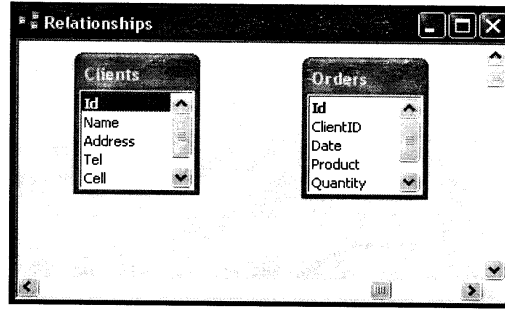 Relationships
Clients
Id
Name
Address
Tel
Cell
Orders
Id
ClientID
Date
Product
Quantity